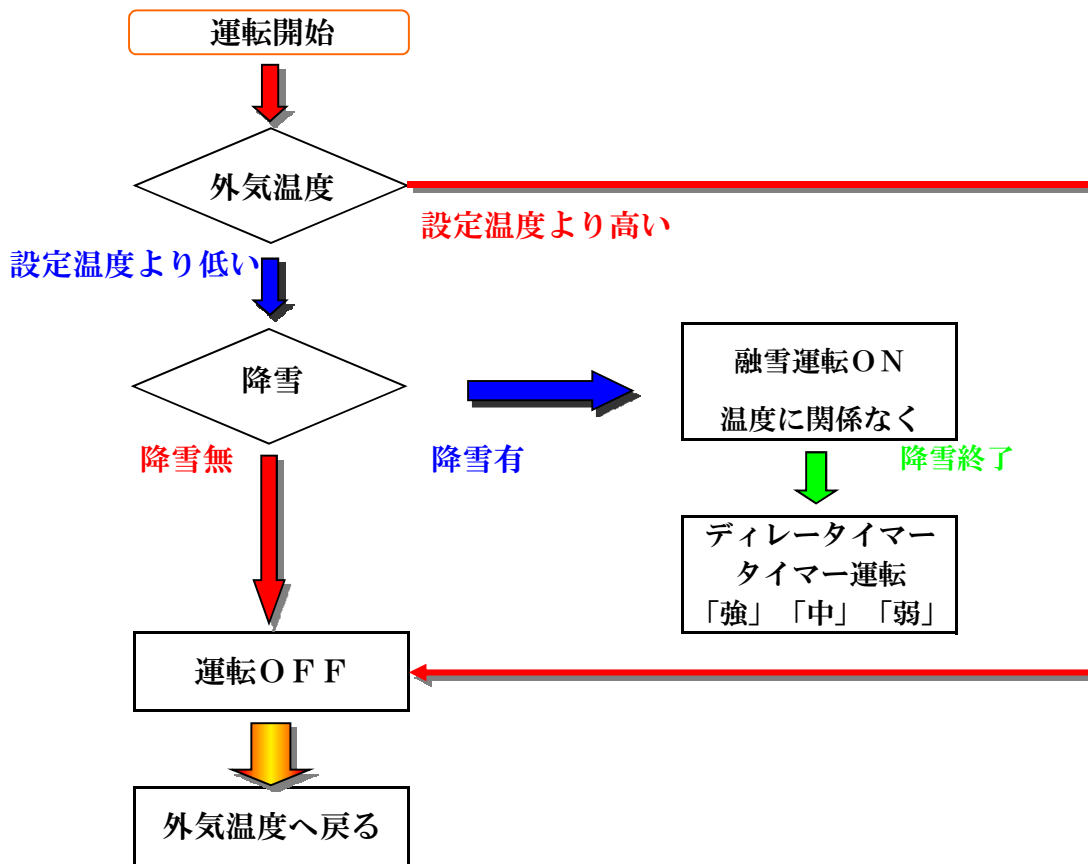 運転開始
外気温度
設定温度より高い
設定温度より低い
降雪
融雪運転ＯＮ
温度に関係なく
降雪無
降雪有
降雪終了
ディレータイマー
タイマー運転
「強」「中」「弱」
運転ＯＦＦ
外気温度へ戻る